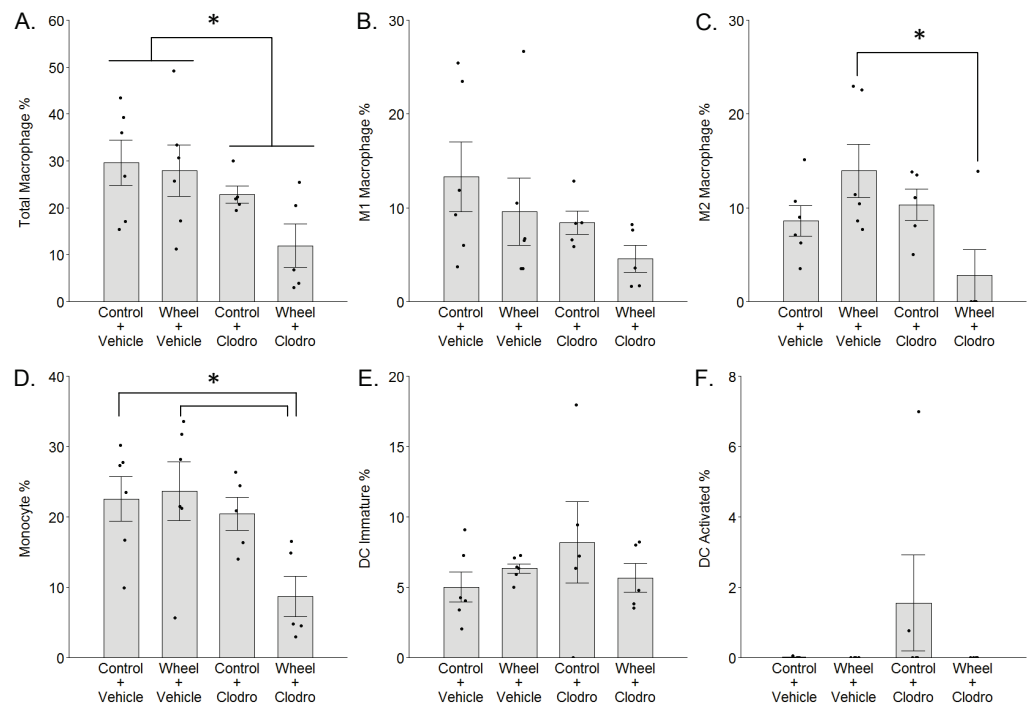 A.
Total Macrophage %
60
50
40
30
20
10
0
*
Control Wheel Control Wheel
+ + + +
Vehicle Vehicle Clodro Clodro
B.
M1 Macrophage %
30
20
10
0
Control Wheel Control Wheel
+ + + +
Vehicle Vehicle Clodro Clodro
C.
M2 Macrophage %
30
20
10
0
*
Control Wheel Control Wheel
+ + + +
Vehicle Vehicle Clodro Clodro
D.
Monocyte %
40
30
20
10
0
*
Control Wheel Control Wheel
+ + + +
Vehicle Vehicle Clodro Clodro
E.
DC Immature %
20
15
10
5
0
Control Wheel Control Wheel
+ + + +
Vehicle Vehicle Clodro Clodro
F.
DC Activated %
8
6
4
2
0
Control Wheel Control Wheel
+ + + +
Vehicle Vehicle Clodro Clodro